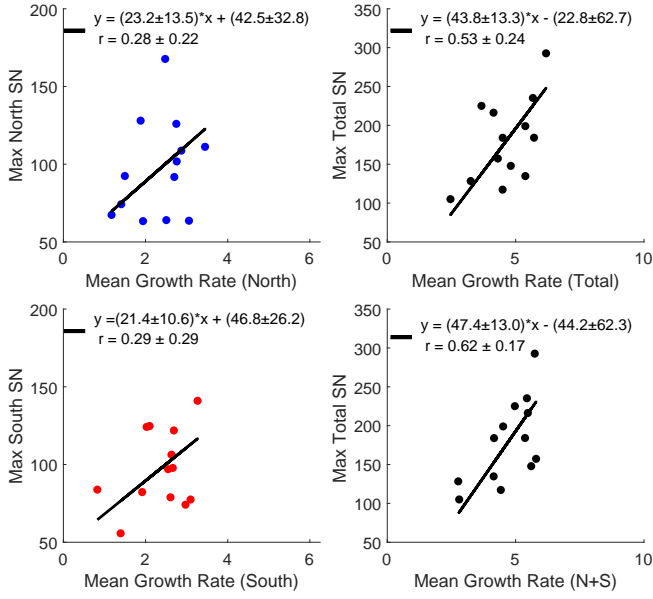 200
150
100
50
0
2
4
6
Max North SN
Mean Growth Rate (North)
y = (23.2±13.5)*x + (42.5±32.8)
r = 0.28 ± 0.22
350
300
250
200
150
100
50
0
5
10
Max Total SN
Mean Growth Rate (Total)
y = (43.8±13.3)*x - (22.8±62.7)
r = 0.53 ± 0.24
200
150
100
50
0
2
4
6
Max South SN
Mean Growth Rate (South)
y =(21.4±10.6)*x + (46.8±26.2)
r = 0.29 ± 0.29
350
300
250
200
150
100
50
0
5
10
Max Total SN
Mean Growth Rate (N+S)
y = (47.4±13.0)*x - (44.2±62.3)
r = 0.62 ± 0.17